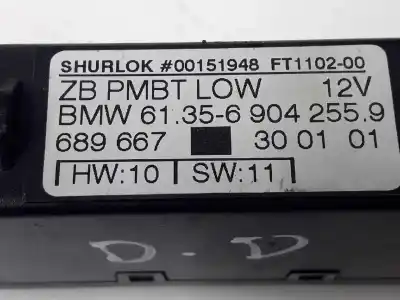 SHURLOK #00151948 FT1102-00
ZB PMBT LOW 12V
BMW 61.35-6 904 255.9
689 667 30 01 01
HW:10 SW:11
D.D